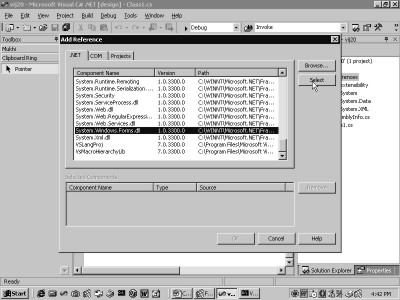 vij20 - Microsoft Visual C# .NET [design] - Class1.cs
File Edit View Project Build Debug Tools Window Help
Debug
Invoke
Toolbox
Mukhi
Clipboard Ring
Pointer
Add Reference
.NET COM Projects
Component Name Version Path
System.Runtime.Remoting 1.0.3300.0 C:\WINNT\Microsoft.NET\Fra...
System.Runtime.Serialization.... 1.0.3300.0 C:\WINNT\Microsoft.NET\Fra...
System.Security 1.0.3300.0 C:\WINNT\Microsoft.NET\Fra...
System.ServiceProcess.dll 1.0.3300.0 C:\WINNT\Microsoft.NET\Fra...
System.Web.dll 1.0.3300.0 C:\WINNT\Microsoft.NET\Fra...
System.Web.RegularExpressi... 1.0.3300.0 C:\WINNT\Microsoft.NET\Fra...
System.Web.Services.dll 1.0.3300.0 C:\WINNT\Microsoft.NET\Fra...
System.Windows.Forms.dll 1.0.3300.0 C:\WINNT\Microsoft.NET\Fra...
System.Xml.dll 1.0.3300.0 C:\WINNT\Microsoft.NET\Fra...
VSLangProj 7.0.3300.0 C:\Program Files\Microsoft Vi...
VsMacroHierarchyLib 7.0.3300.0 C:\Program Files\Microsoft Vi...
Browse...
Select
Selected Components:
Component Name Type Source
Remove
OK Cancel Help
(1 project)
rences
xtensibility
ystem
ystem.Data
ystem.XML
mblyInfo.cs
s1.cs
Solution Explorer Properties
Ready
Start
4:42 PM